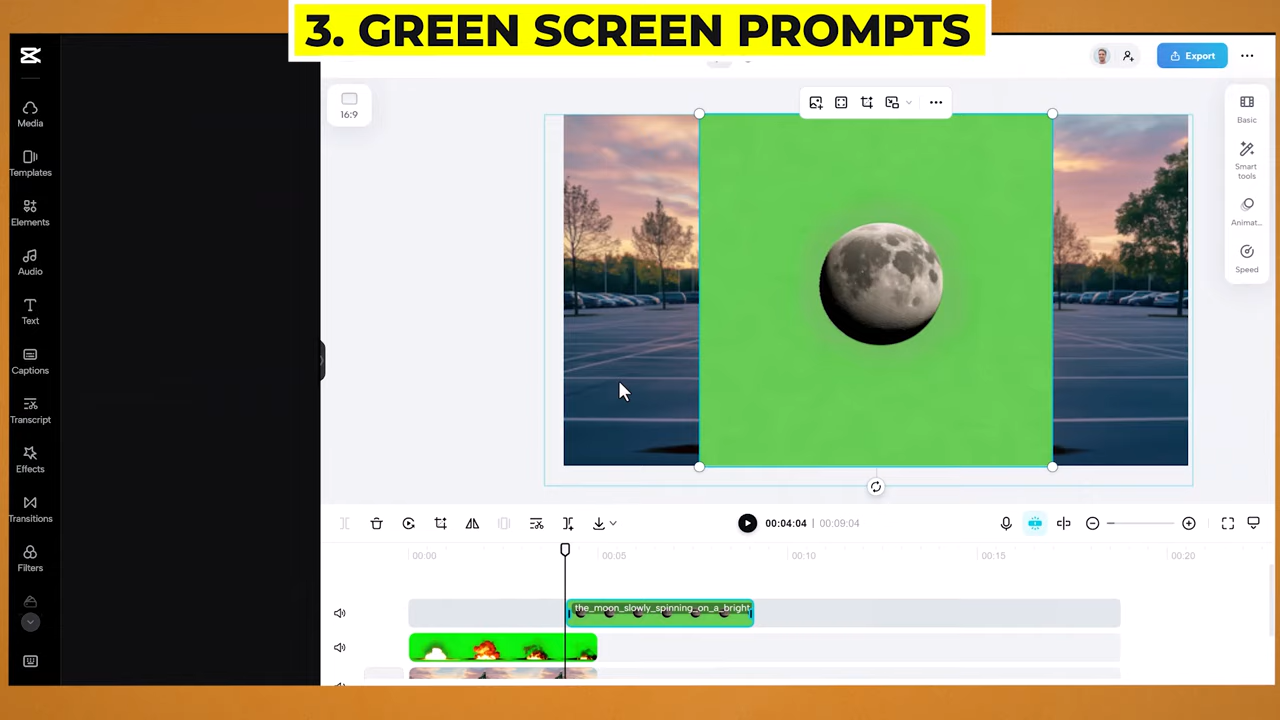 3. GREEN SCREEN PROMPTS
Export
Media
Templates
Elements
Audio
Text
Captions
Transcript
Effects
Transitions
Filters
16:9
Basic
Smart
tools
Animat...
Speed
00:04:04 | 00:09:04
00:00 00:05 00:10 00:15 00:20
the_moon_slowly_spinning_on_a_bright